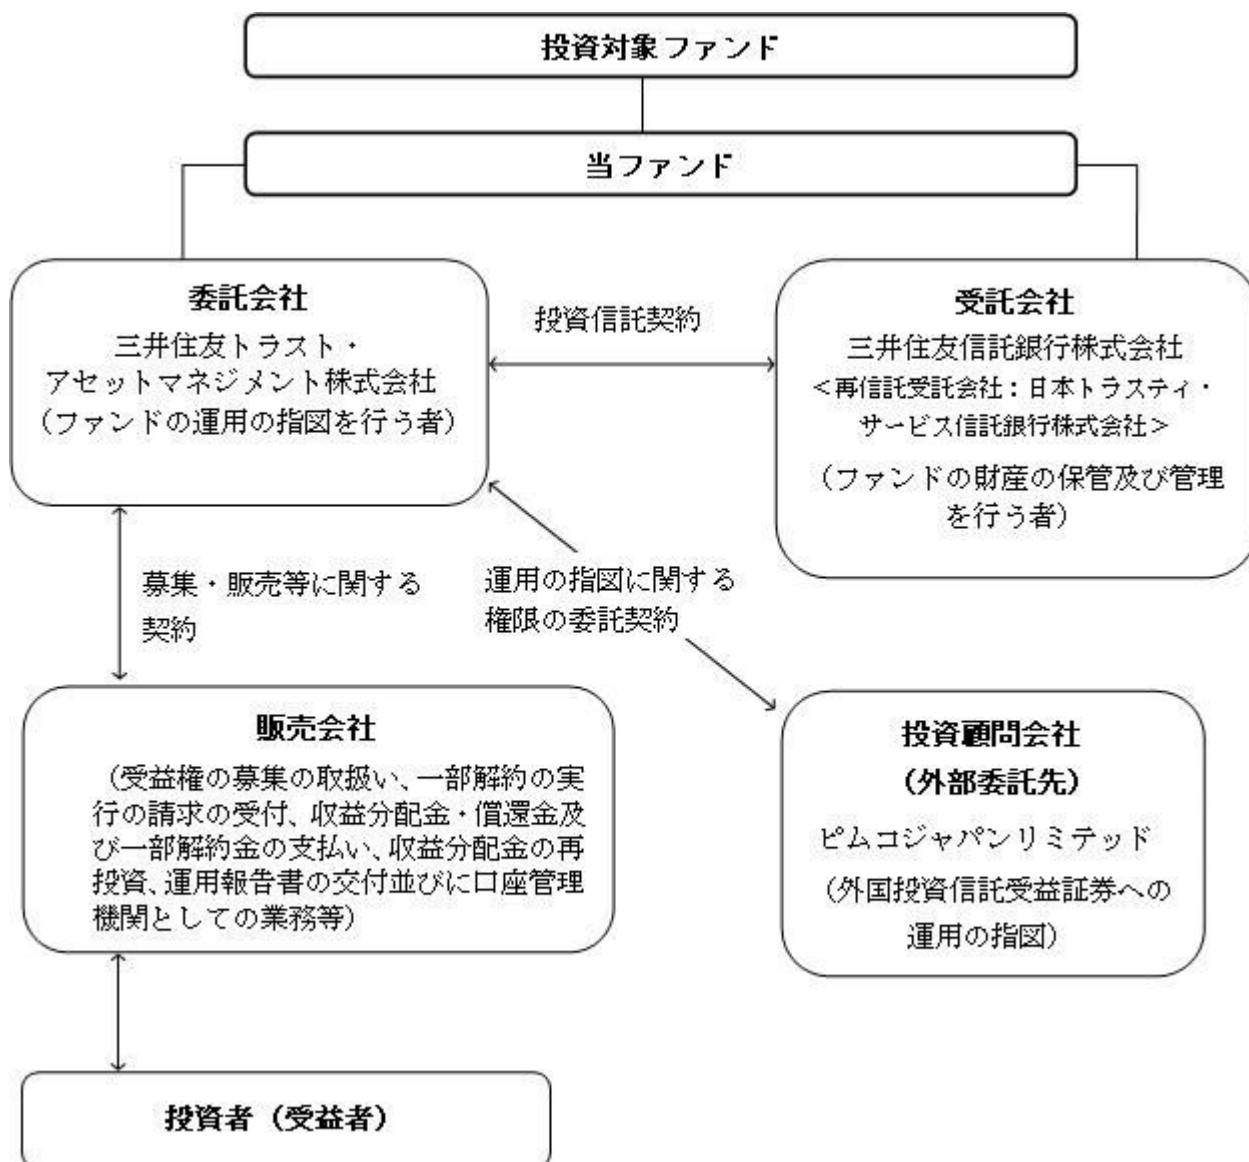 投資対象ファンド
当ファンド
委託会社
三井住友トラスト・
アセットマネジメント株式会社
（ファンドの運用の指図を行う者）
投資信託契約
受託会社
三井住友信託銀行株式会社
＜再信託受託会社：日本トラスティ・
サービス信託銀行株式会社＞
（ファンドの財産の保管及び管理
を行う者）
募集・販売等に関する
契約
運用の指図に関する
権限の委託契約
販売会社
（受益権の募集の取扱い、一部解約の実
行の請求の受付、収益分配金・償還金及
び一部解約金の支払い、収益分配金の再
投資、運用報告書の交付並びに口座管理
機関としての業務等）
投資顧問会社
（外部委託先）
ピムコジャパンリミテッド
（外国投資信託受益証券への
運用の指図）
投資者（受益者）